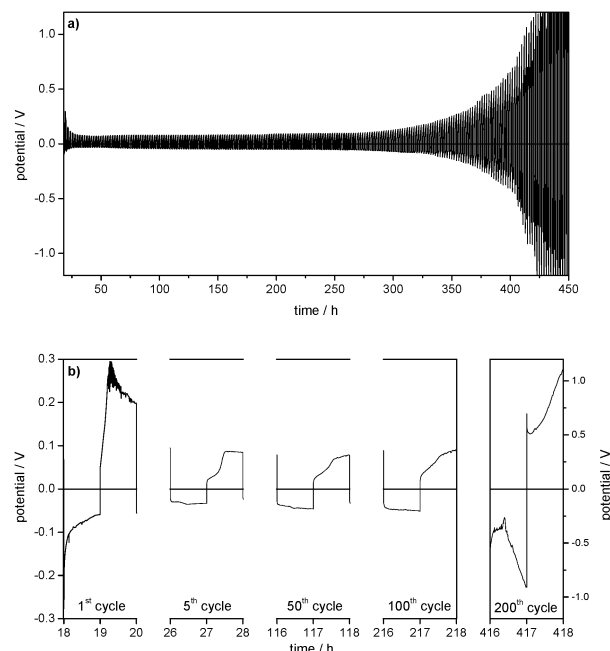 a)
potential / V
1.0
0.5
0.0
-0.5
-1.0
50 100 150 200 250 300 350 400 450
time / h
b)
potential / V
0.3
0.2
0.1
0.0
-0.1
-0.2
-0.3
1st cycle 5th cycle 50th cycle 100th cycle 200th cycle
1.0
0.5
0.0
-0.5
-1.0
potential / V
18 19 20 26 27 28 116 117 118 216 217 218 416 417 418
time / h